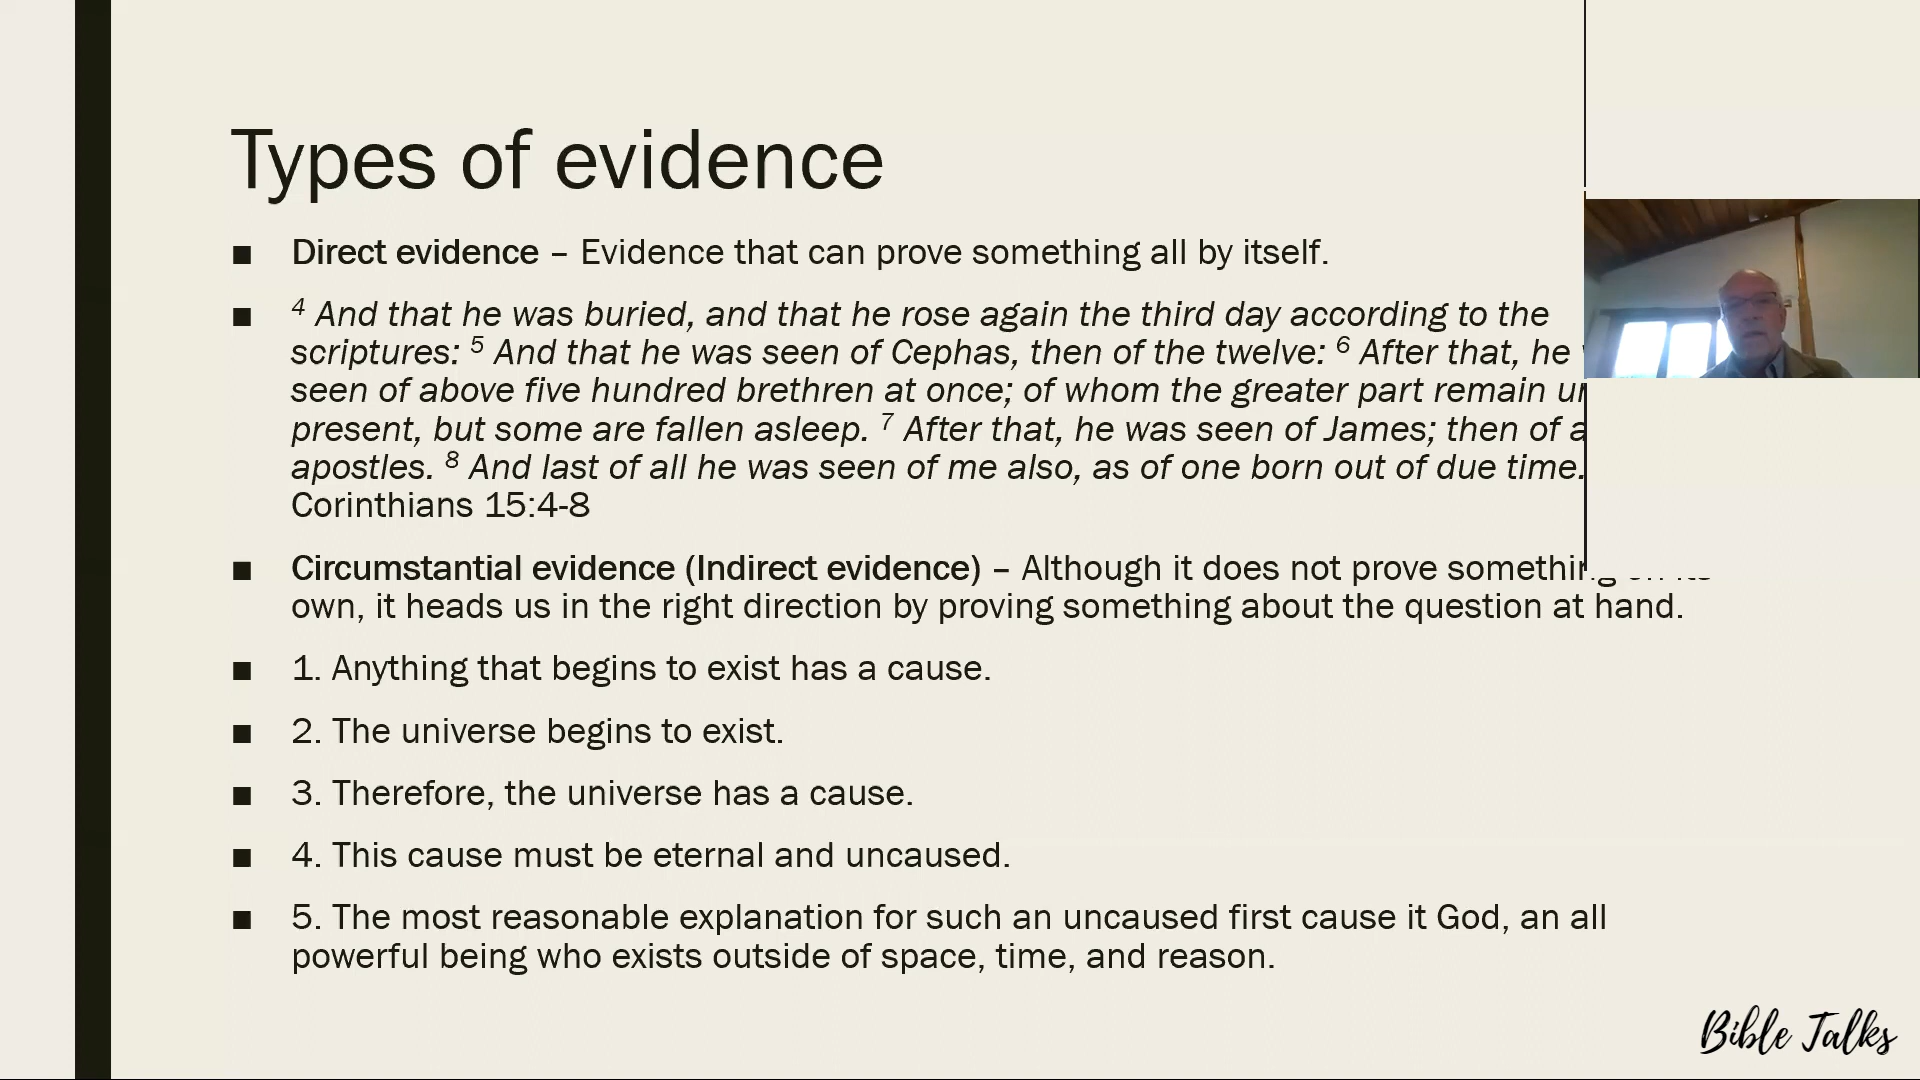 Types of evidence
■ Direct evidence – Evidence that can prove something all by itself.
■ ⁴ And that he was buried, and that he rose again the third day according to the
scriptures: ⁵ And that he was seen of Cephas, then of the twelve: ⁶ After that, he
seen of above five hundred brethren at once; of whom the greater part remain
present, but some are fallen asleep. ⁷ After that, he was seen of James; then of
apostles. ⁸ And last of all he was seen of me also, as of one born out of due time.
Corinthians 15:4-8
■ Circumstantial evidence (Indirect evidence) – Although it does not prove something
own, it heads us in the right direction by proving something about the question at hand.
■ 1. Anything that begins to exist has a cause.
■ 2. The universe begins to exist.
■ 3. Therefore, the universe has a cause.
■ 4. This cause must be eternal and uncaused.
■ 5. The most reasonable explanation for such an uncaused first cause it God, an all
powerful being who exists outside of space, time, and reason.
Bible Talks